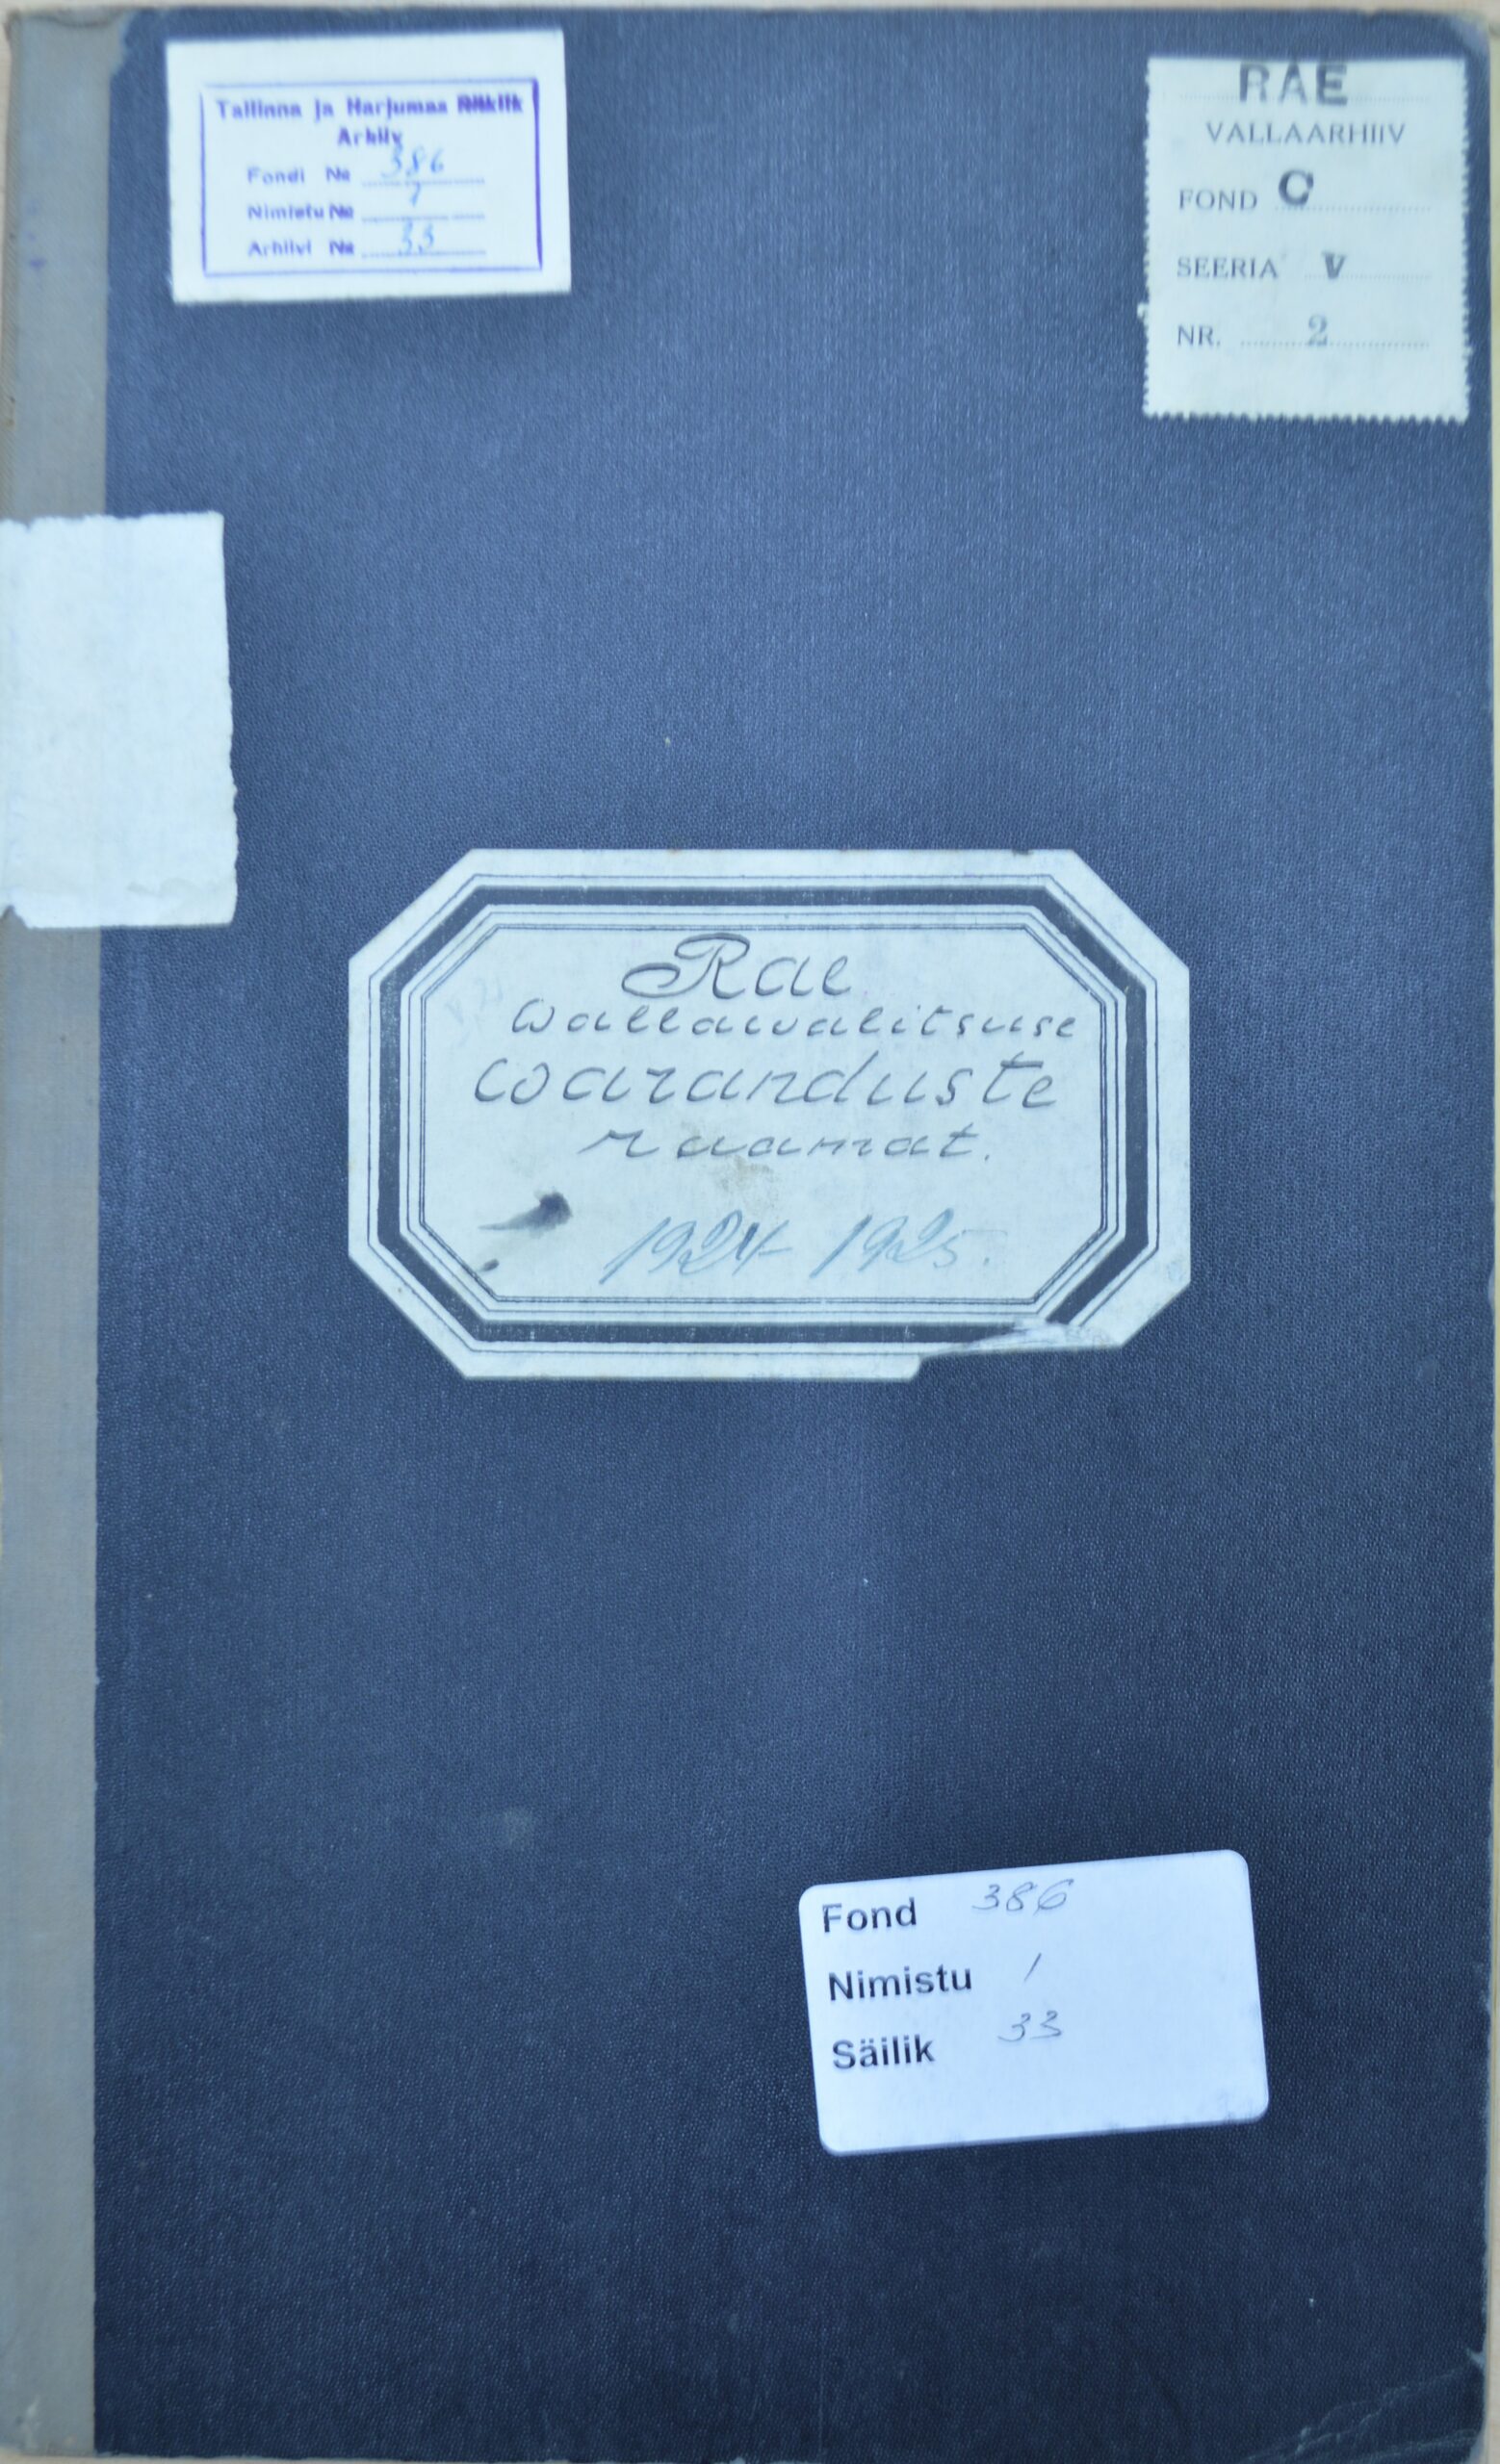 Tallinna ja Harjumaa Riiklik
Arhiiv
Fondi № 386
Nimistu № 1
Arhiivi № 33
RAE
VALLAARHIIV
FOND C
SEERIA V
NR. 2
Rae
Wallawalitsuse
Waranduste
raamat.
1924 1925.
Fond 386
Nimistu 1
Säilik 33